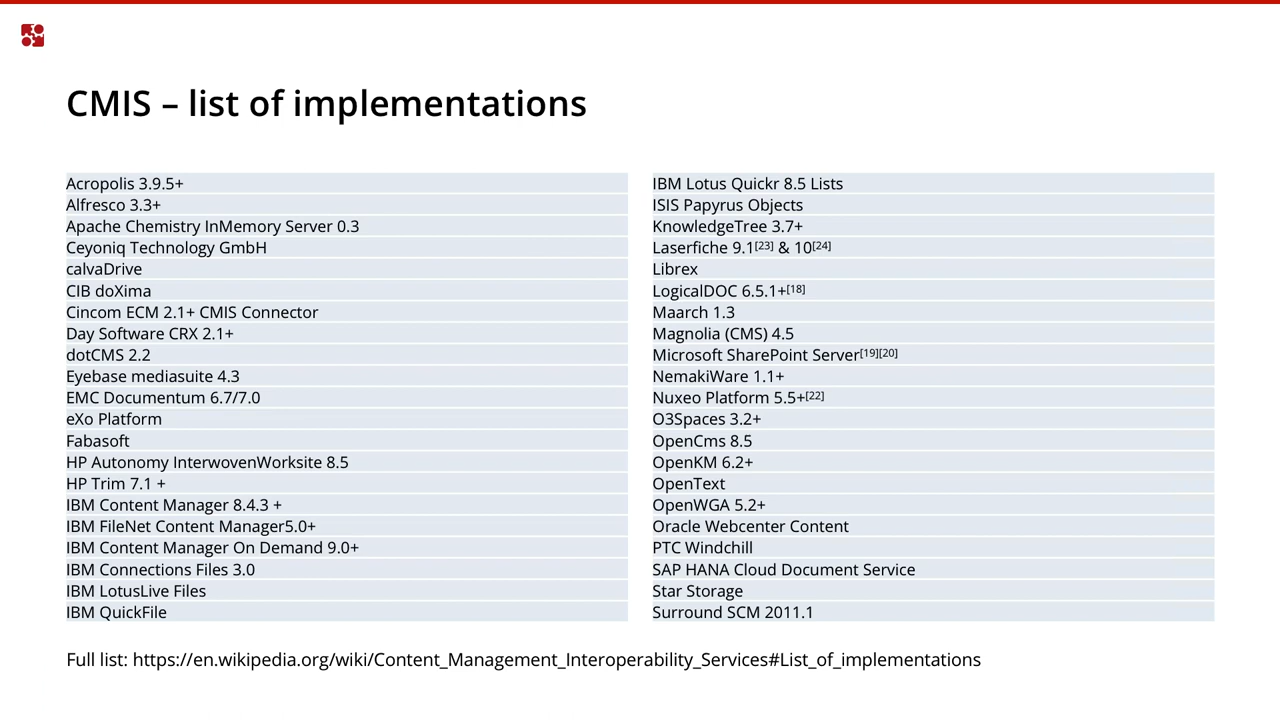 CMIS – list of implementations
Acropolis 3.9.5+
Alfresco 3.3+
Apache Chemistry InMemory Server 0.3
Ceyoniq Technology GmbH
calvaDrive
CIB doXima
Cincom ECM 2.1+ CMIS Connector
Day Software CRX 2.1+
dotCMS 2.2
Eyebase mediasuite 4.3
EMC Documentum 6.7/7.0
eXo Platform
Fabasoft
HP Autonomy InterwovenWorksite 8.5
HP Trim 7.1 +
IBM Content Manager 8.4.3 +
IBM FileNet Content Manager5.0+
IBM Content Manager On Demand 9.0+
IBM Connections Files 3.0
IBM LotusLive Files
IBM QuickFile
IBM Lotus Quickr 8.5 Lists
ISIS Papyrus Objects
KnowledgeTree 3.7+
Laserfiche 9.1[23] & 10[24]
Librex
LogicalDOC 6.5.1+[18]
Maarch 1.3
Magnolia (CMS) 4.5
Microsoft SharePoint Server[19][20]
NemakiWare 1.1+
Nuxeo Platform 5.5+[22]
O3Spaces 3.2+
OpenCms 8.5
OpenKM 6.2+
OpenText
OpenWGA 5.2+
Oracle Webcenter Content
PTC Windchill
SAP HANA Cloud Document Service
Star Storage
Surround SCM 2011.1
Full list: https://en.wikipedia.org/wiki/Content_Management_Interoperability_Services#List_of_implementations